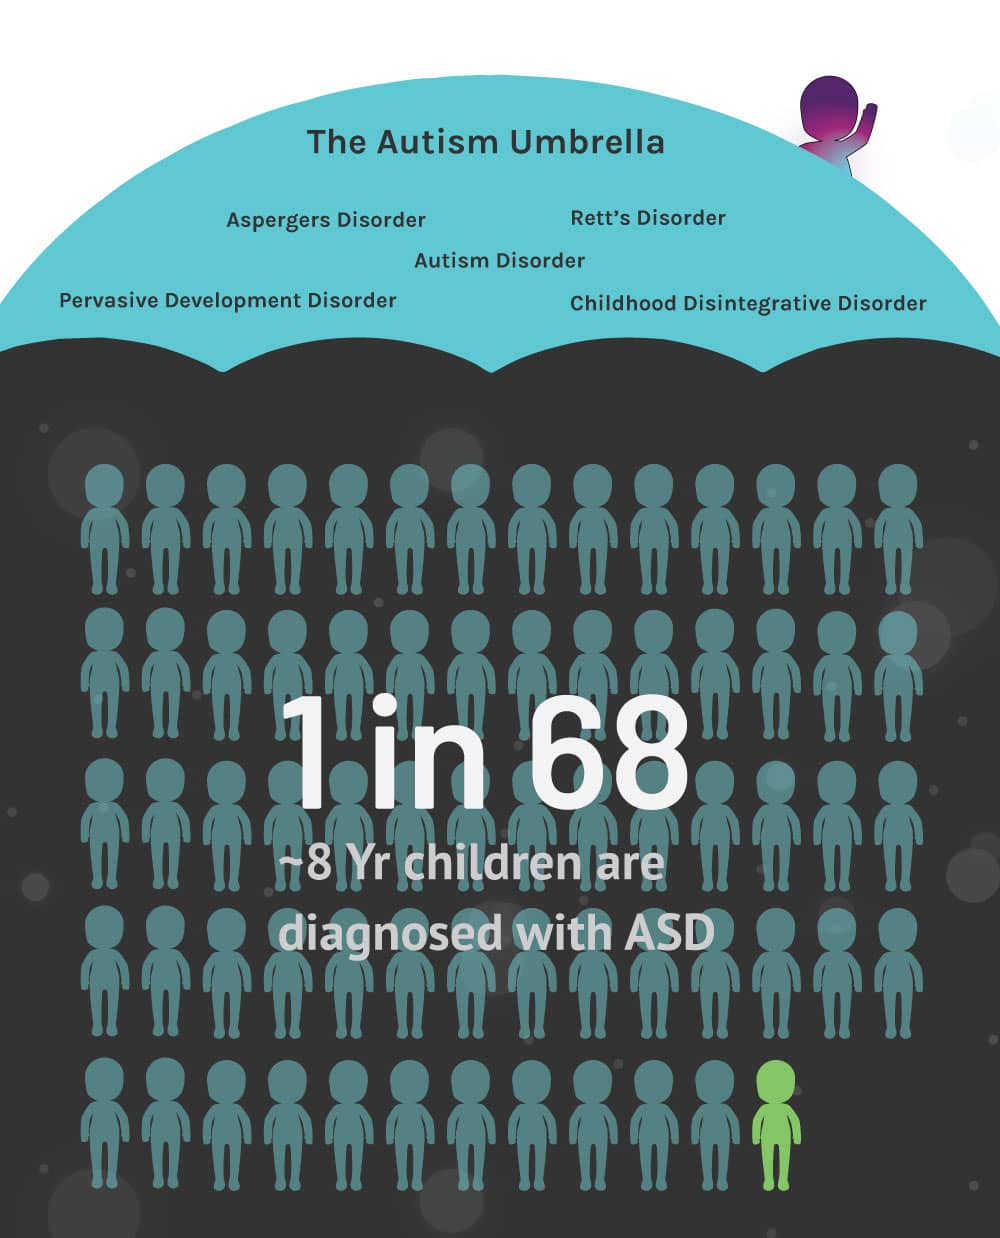 The Autism Umbrella
Aspergers Disorder
Rett's Disorder
Autism Disorder
Pervasive Development Disorder
Childhood Disintegrative Disorder
1 in 68
~8 Yr children are
diagnosed with ASD